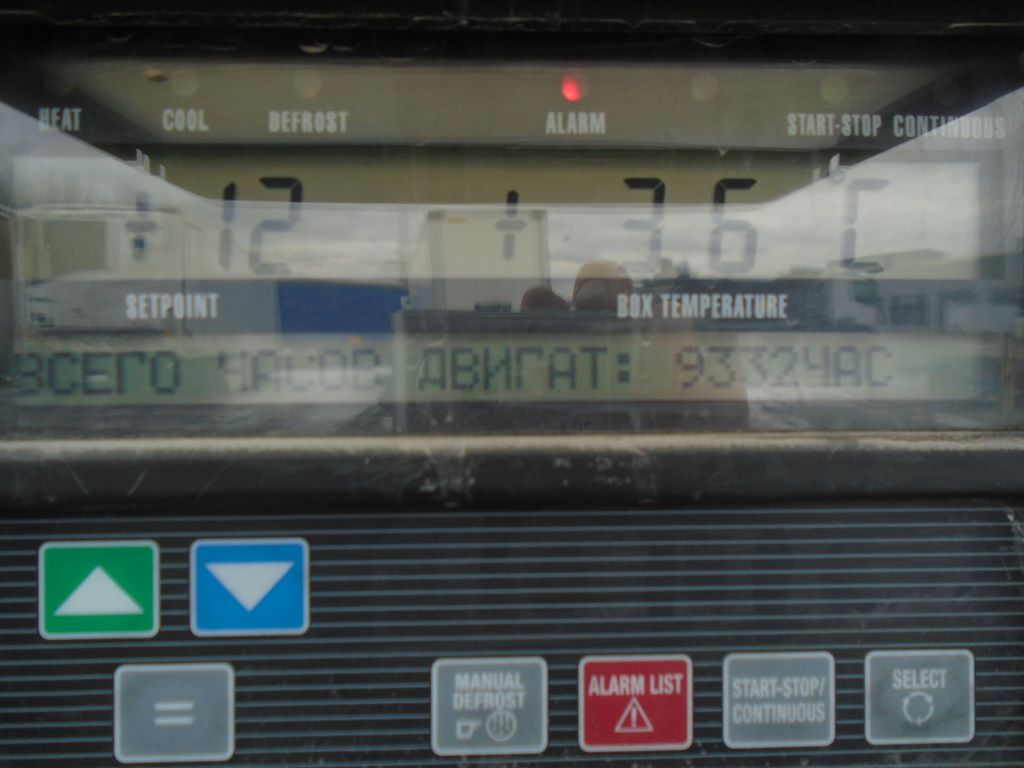 HEAT COOL DEFROST ALARM START-STOP CONTINUOUS
+ 12 + 36 C
SETPOINT BOX TEMPERATURE
ВСЕГО ЧАСОВ ДВИГАТ: 9332ЧАС
=
MANUAL DEFROST ALARM LIST START-STOP/ CONTINUOUS SELECT